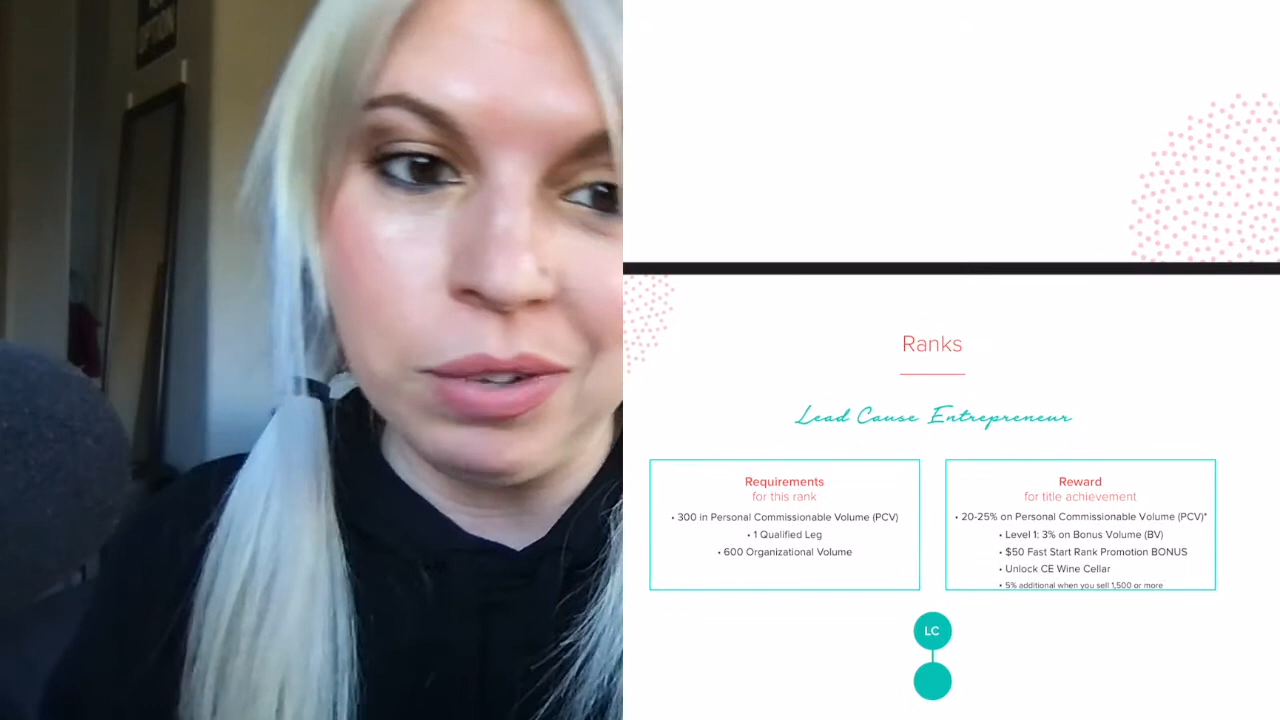 OPTION
Ranks
Lead Cause Entrepreneur
Requirements
for this rank
• 300 in Personal Commissionable Volume (PCV)
• 1 Qualified Leg
• 600 Organizational Volume
Reward
for title achievement
• 20-25% on Personal Commissionable Volume (PCV)*
• Level 1: 3% on Bonus Volume (BV)
• $50 Fast Start Rank Promotion BONUS
• Unlock CE Wine Cellar
• 5% additional when you sell 1,500 or more
LC